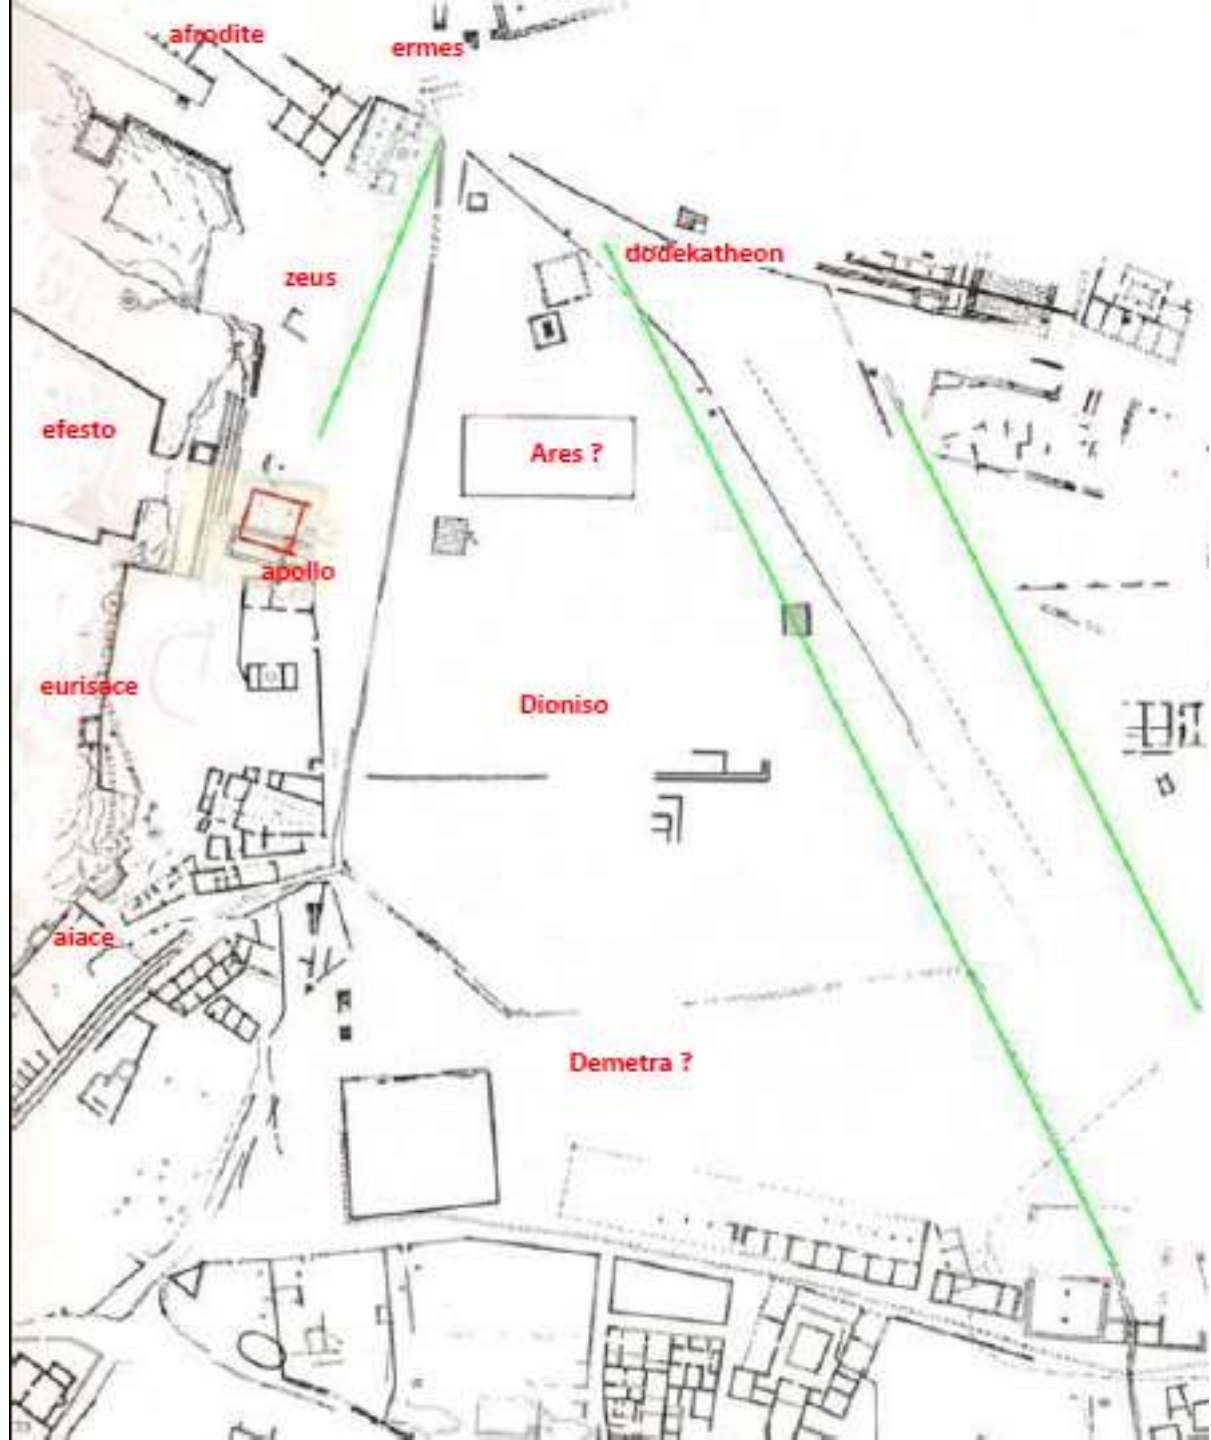 afrodite
ermes
zeus
dodekatheon
efesto
Ares ?
apollo
eurisace
Dioniso
aiace
Demetra ?